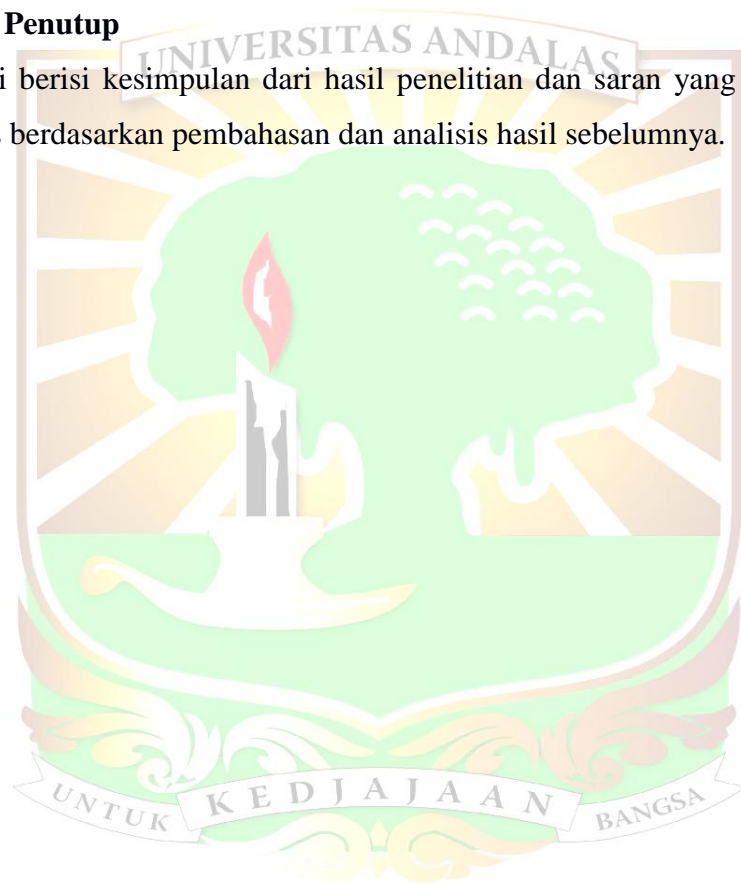 Penutup
UNIVERSITAS ANDALAS
i berisi kesimpulan dari hasil penelitian dan saran yang
berdasarkan pembahasan dan analisis hasil sebelumnya.
UNTUK KEDJAJAAN BANGSA